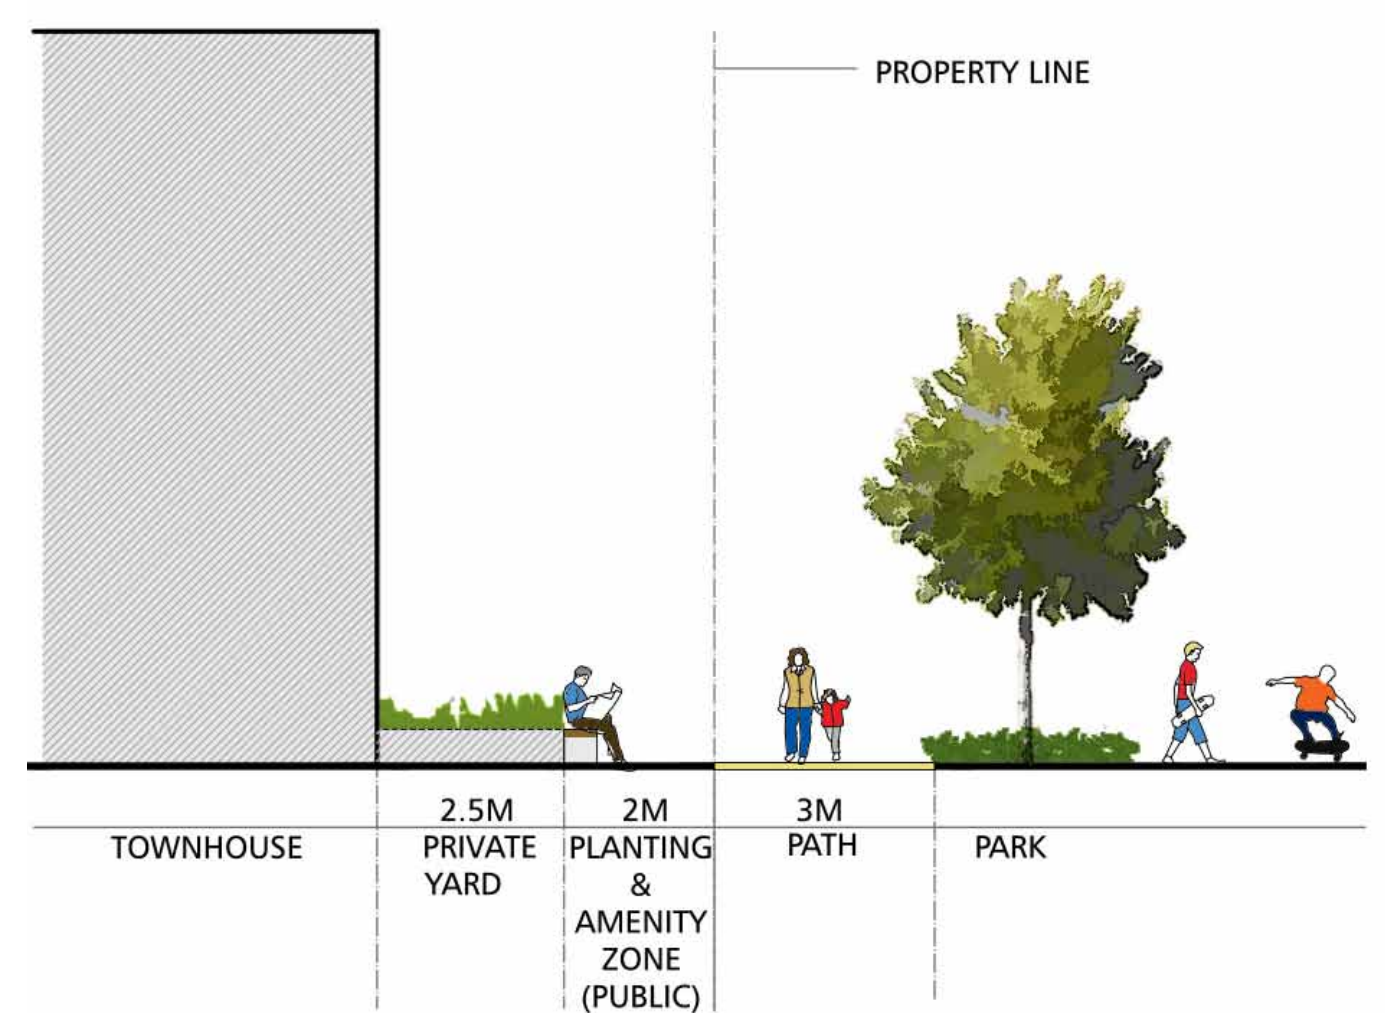 PROPERTY LINE
2.5M
2M
3M
TOWNHOUSE
PRIVATE
YARD
PLANTING
&
AMENITY
ZONE
(PUBLIC)
PATH
PARK